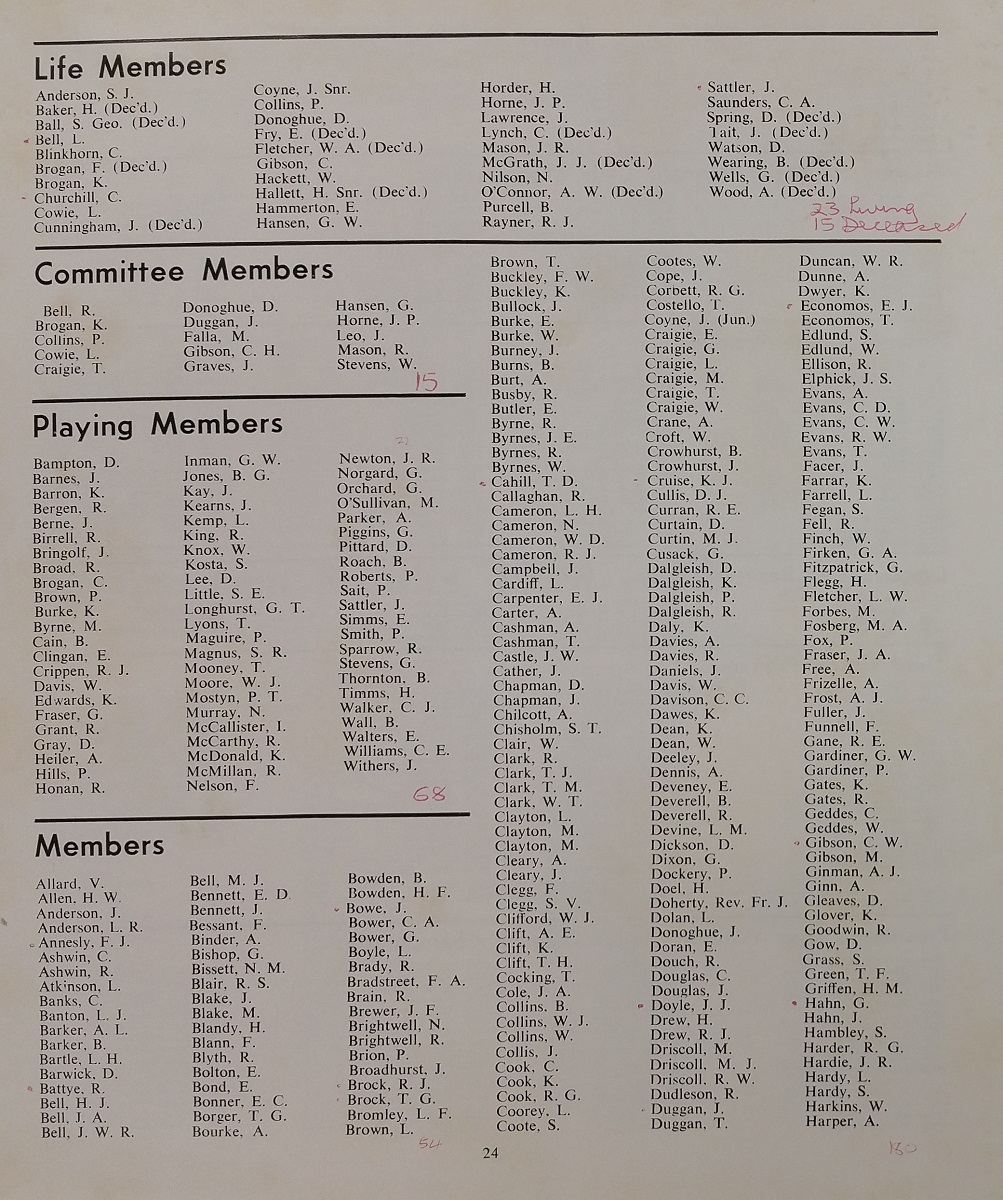 Life Members
Anderson, S. J.
Baker, H. (Dec'd.)
Ball, S. Geo. (Dec'd.)
Bell, L.
Blinkhorn, C.
Brogan, F. (Dec'd.)
Brogan, K.
Churchill, C.
Cowie, L.
Cunningham, J. (Dec'd.)
Coyne, J. Snr.
Collins, P.
Donoghue, D.
Fry, E. (Dec'd.)
Fletcher, W. A. (Dec'd.)
Gibson, C.
Hackett, W.
Hallett, H. Snr. (Dec'd.)
Hammerton, E.
Hansen, G. W.
Horder, H.
Horne, J. P.
Lawrence, J.
Lynch, C. (Dec'd.)
Mason, J. R.
McGrath, J. J. (Dec'd.)
Nilson, N.
O'Connor, A. W. (Dec'd.)
Purcell, B.
Rayner, R. J.
Sattler, J.
Saunders, C. A.
Spring, D. (Dec'd.)
Tait, J. (Dec'd.)
Watson, D.
Wearing, B. (Dec'd.)
Wells, G. (Dec'd.)
Wood, A. (Dec'd.)
23 Living
15 Deceased
Committee Members
Bell, R.
Brogan, K.
Collins, P.
Cowie, L.
Craigie, T.
Donoghue, D.
Duggan, J.
Falla, M.
Gibson, C. H.
Graves, J.
Hansen, G.
Horne, J. P.
Leo, J.
Mason, R.
Stevens, W.
15
Playing Members
Bampton, D.
Barnes, J.
Barron, K.
Bergen, R.
Berne, J.
Birrell, R.
Bringolf, J.
Broad, R.
Brogan, C.
Brown, P.
Burke, K.
Byrne, M.
Cain, B.
Clingan, E.
Crippen, R. J.
Davis, W.
Edwards, K.
Fraser, G.
Grant, R.
Gray, D.
Heiler, A.
Hills, P.
Honan, R.
Inman, G. W.
Jones, B. G.
Kay, J.
Kearns, J.
Kemp, L.
King, R.
Knox, W.
Kosta, S.
Lee, D.
Little, S. E.
Longhurst, G. T.
Lyons, T.
Maguire, P.
Magnus, S. R.
Mooney, T.
Moore, W. J.
Mostyn, P. T.
Murray, N.
McCallister, I.
McCarthy, R.
McDonald, K.
McMillan, R.
Nelson, F.
Newton, J. R.
Norgard, G.
Orchard, G.
O'Sullivan, M.
Parker, A.
Piggins, G.
Pittard, D.
Roach, B.
Roberts, P.
Sait, P.
Sattler, J.
Simms, E.
Smith, P.
Sparrow, R.
Stevens, G.
Thornton, B.
Timms, H.
Walker, C. J.
Wall, B.
Walters, E.
Williams, C. E.
Withers, J.
68
Members
Allard, V.
Allen, H. W.
Anderson, J.
Anderson, L. R.
Annesly, F. J.
Ashwin, C.
Ashwin, R.
Atkinson, L.
Banks, C.
Banton, L. J.
Barker, A. L.
Barker, B.
Bartle, L. H.
Barwick, D.
Battye, R.
Bell, H. J.
Bell, J. A.
Bell, J. W. R.
Bell, M. J.
Bennett, E. D.
Bennett, J.
Bessant, F.
Binder, A.
Bishop, G.
Bissett, N. M.
Blair, R. S.
Blake, J.
Blake, M.
Blandy, H.
Blann, F.
Blyth, R.
Bolton, E.
Bond, E.
Bonner, E. C.
Borger, T. G.
Bourke, A.
Bowden, B.
Bowden, H. F.
Bowe, J.
Bower, C. A.
Bower, G.
Boyle, L.
Brady, R.
Bradstreet, F. A.
Brain, R.
Brewer, J. F.
Brightwell, N.
Brightwell, R.
Brion, P.
Broadhurst, J.
Brock, R. J.
Brock, T. G.
Bromley, L. F.
Brown, L.
54
Brown, T.
Buckley, F. W.
Buckley, K.
Bullock, J.
Burke, E.
Burke, W.
Burney, J.
Burns, B.
Burt, A.
Busby, R.
Butler, E.
Byrne, R.
Byrnes, J. E.
Byrnes, R.
Byrnes, W.
Cahill, T. D.
Callaghan, R.
Cameron, L. H.
Cameron, N.
Cameron, W. D.
Cameron, R. J.
Campbell, J.
Cardiff, L.
Carpenter, E. J.
Carter, A.
Cashman, A.
Cashman, T.
Castle, J. W.
Cather, J.
Chapman, D.
Chapman, J.
Chilcott, A.
Chisholm, S. T.
Clair, W.
Clark, R.
Clark, T. J.
Clark, T. M.
Clark, W. T.
Clayton, L.
Clayton, M.
Clayton, M.
Cleary, A.
Cleary, J.
Clegg, F.
Clegg, S. V.
Clifford, W. J.
Clift, A. E.
Clift, K.
Clift, T. H.
Cocking, T.
Cole, J. A.
Collins, B.
Collins, W. J.
Collins, W.
Collis, J.
Cook, C.
Cook, K.
Cook, R. G.
Coorey, L.
Coote, S.
Cootes, W.
Cope, J.
Corbett, R. G.
Costello, T.
Coyne, J. (Jun.)
Craigie, E.
Craigie, G.
Craigie, L.
Craigie, M.
Craigie, T.
Craigie, W.
Crane, A.
Croft, W.
Crowhurst, B.
Crowhurst, J.
Cruise, K. J.
Cullis, D. J.
Curran, R. E.
Curtain, D.
Curtin, M. J.
Cusack, G.
Dalgleish, D.
Dalgleish, K.
Dalgleish, P.
Dalgleish, R.
Daly, K.
Davies, A.
Davies, R.
Daniels, J.
Davis, W.
Davison, C. C.
Dawes, K.
Dean, K.
Dean, W.
Deeley, J.
Dennis, A.
Deveney, E.
Deverell, B.
Deverell, R.
Devine, L. M.
Dickson, D.
Dixon, G.
Dockery, P.
Doel, H.
Doherty, Rev. Fr. J.
Dolan, L.
Donoghue, J.
Doran, E.
Douch, R.
Douglas, C.
Douglas, J.
Doyle, J. J.
Drew, H.
Drew, R. J.
Driscoll, M.
Driscoll, M. J.
Driscoll, R. W.
Dudleson, R.
Duggan, J.
Duggan, T.
Duncan, W. R.
Dunne, A.
Dwyer, K.
Economos, E. J.
Economos, T.
Edlund, S.
Edlund, W.
Ellison, R.
Elphick, J. S.
Evans, A.
Evans, C. D.
Evans, C. W.
Evans, R. W.
Evans, T.
Facer, J.
Farrar, K.
Farrell, L.
Fegan, S.
Fell, R.
Finch, W.
Firken, G. A.
Fitzpatrick, G.
Flegg, H.
Fletcher, L. W.
Forbes, M.
Fosberg, M. A.
Fox, P.
Fraser, J. A.
Free, A.
Frizelle, A.
Frost, A. J.
Fuller, J.
Funnell, F.
Gane, R. E.
Gardiner, G. W.
Gardiner, P.
Gates, K.
Gates, R.
Geddes, C.
Geddes, W.
Gibson, C. W.
Gibson, M.
Ginman, A. J.
Ginn, A.
Gleaves, D.
Glover, K.
Goodwin, R.
Gow, D.
Grass, S.
Green, T. F.
Griffen, H. M.
Hahn, G.
Hahn, J.
Hambley, S.
Harder, R. G.
Hardie, J. R.
Hardy, L.
Hardy, S.
Harkins, W.
Harper, A.
180
24